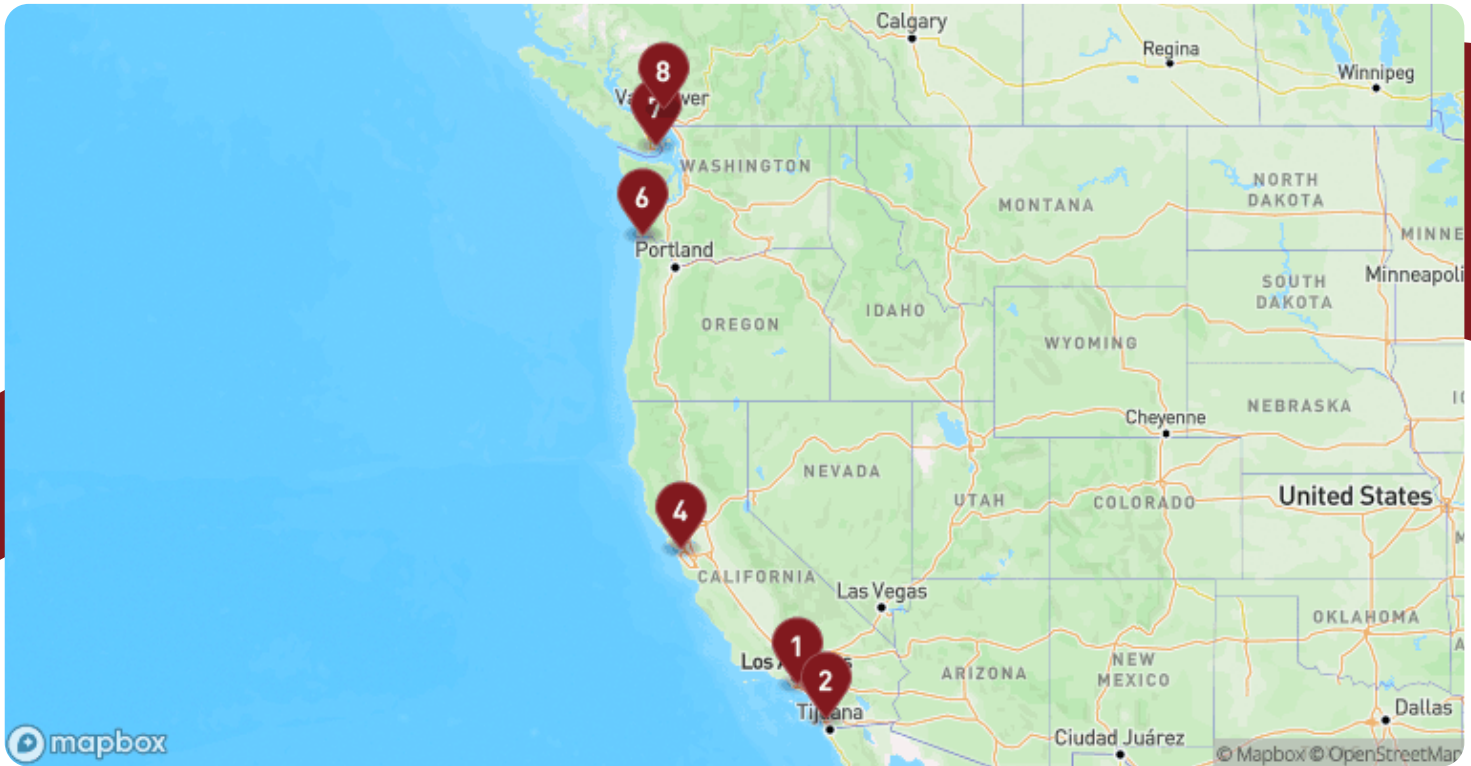 Calgary
Regina
Winnipeg
8
7
WASHINGTON
6
MONTANA
NORTH
DAKOTA
MINNE
Portland
Minneapoli
SOUTH
DAKOTA
IDAHO
OREGON
WYOMING
NEBRASKA
Cheyenne
NEVADA
United States
UTAH
COLORADO
4
CALIFORNIA
Las Vegas
OKLAHOMA
1
Los A
2
ARIZONA
NEW
MEXICO
Dallas
Ciudad Juárez
mapbox
© Mapbox © OpenStreetMap